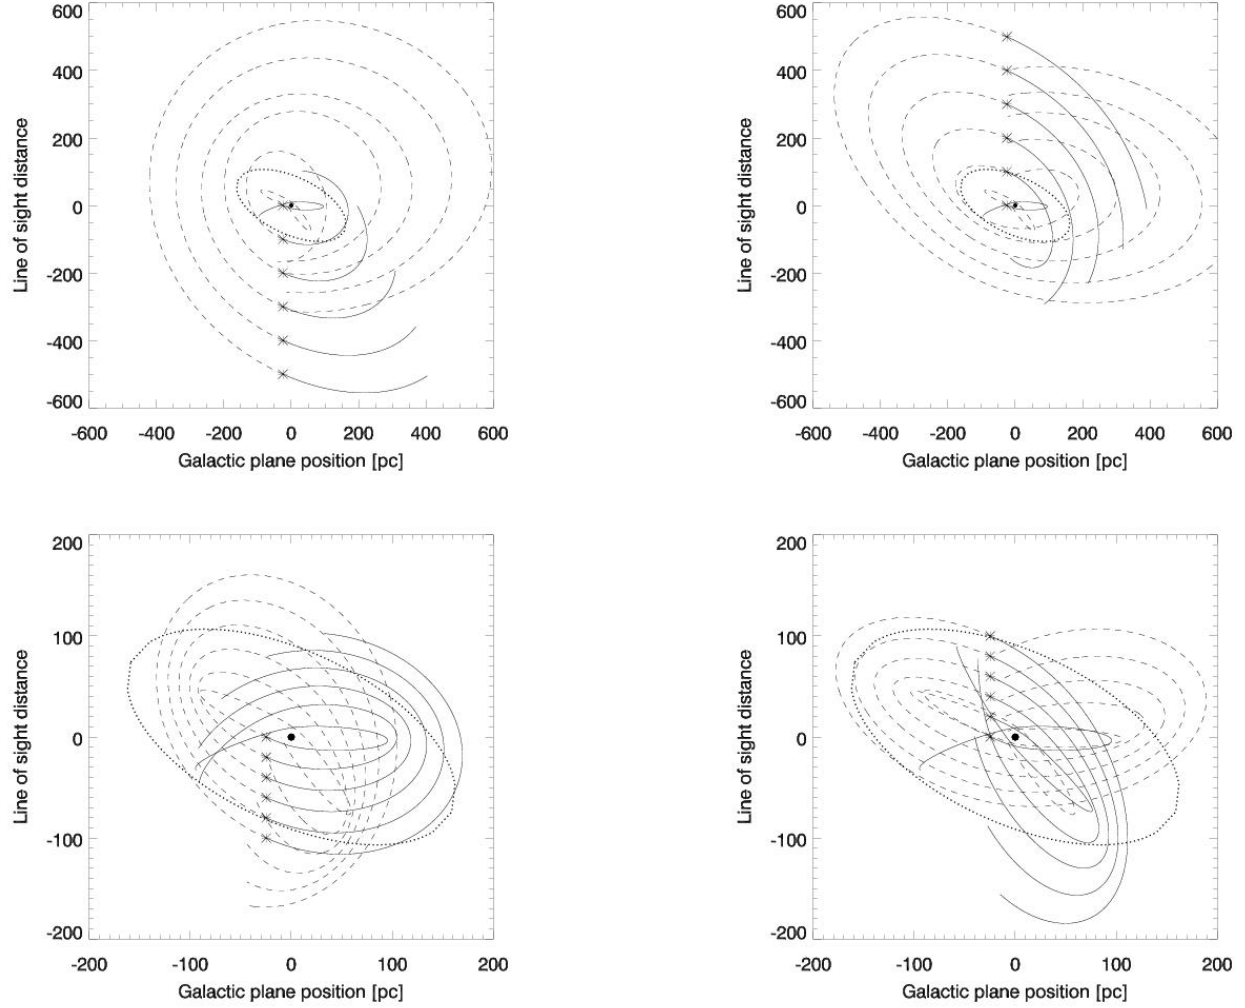 600
400
200
0
-200
-400
-600
Line of sight distance
-600 -400 -200 0 200 400 600
Galactic plane position [pc]
600
400
200
0
-200
-400
-600
Line of sight distance
-600 -400 -200 0 200 400 600
Galactic plane position [pc]
200
100
0
-100
-200
Line of sight distance
-200 -100 0 100 200
Galactic plane position [pc]
200
100
0
-100
-200
Line of sight distance
-200 -100 0 100 200
Galactic plane position [pc]